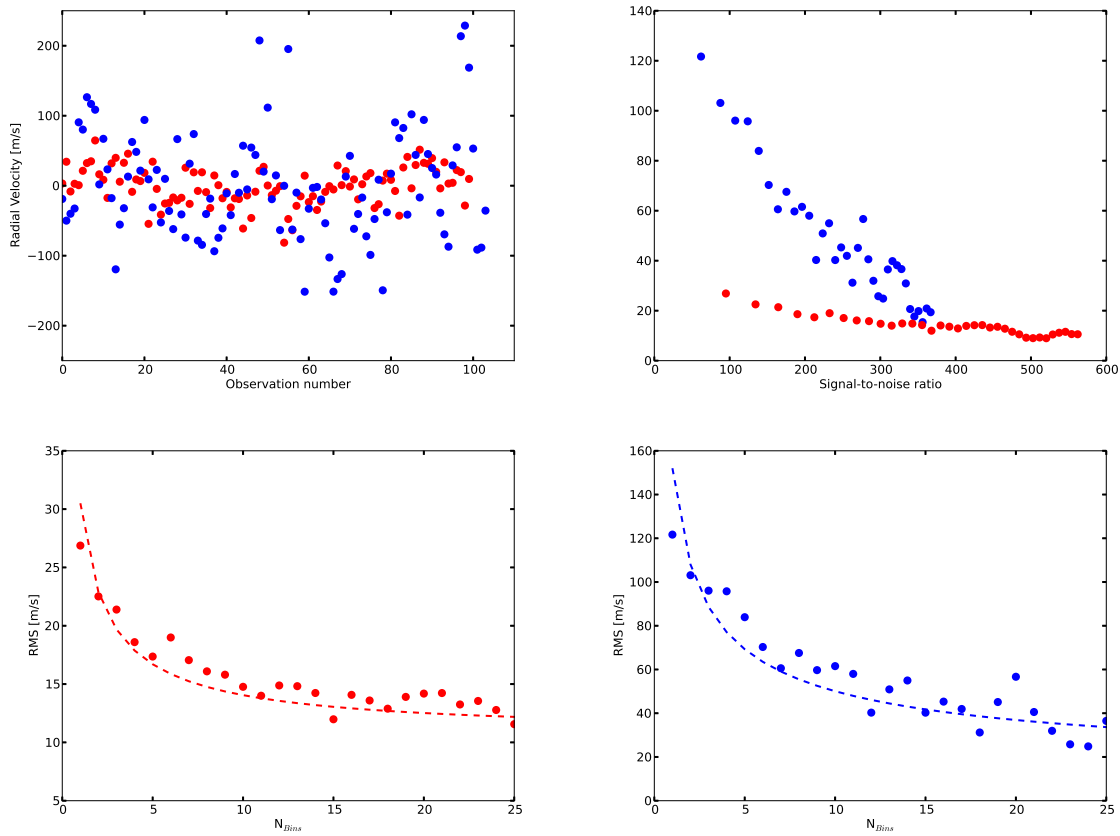 200
100
0
−100
−200
Radial Velocity [m/s]
0 20 40 60 80 100
Observation number
140
120
100
80
60
40
20
0
0 100 200 300 400 500 600
Signal-to-noise ratio
35
30
25
20
15
10
5
RMS [m/s]
0 5 10 15 20 25
N_Bins
160
140
120
100
80
60
40
20
0
RMS [m/s]
0 5 10 15 20 25
N_Bins